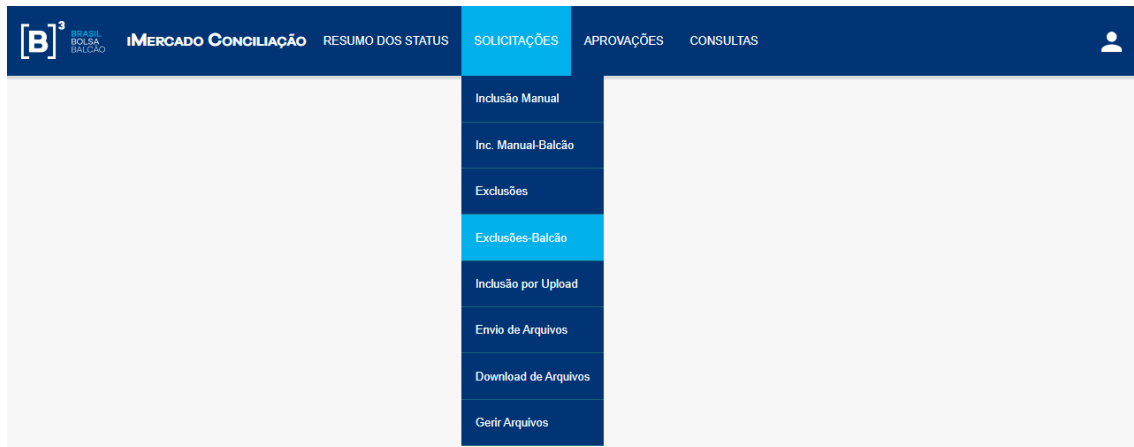 [B]³ BRASIL BOLSA BALCÃO
iMercado Conciliação RESUMO DOS STATUS SOLICITAÇÕES APROVAÇÕES CONSULTAS
Inclusão Manual
Inc. Manual-Balcão
Exclusões
Exclusões-Balcão
Inclusão por Upload
Envio de Arquivos
Download de Arquivos
Gerir Arquivos